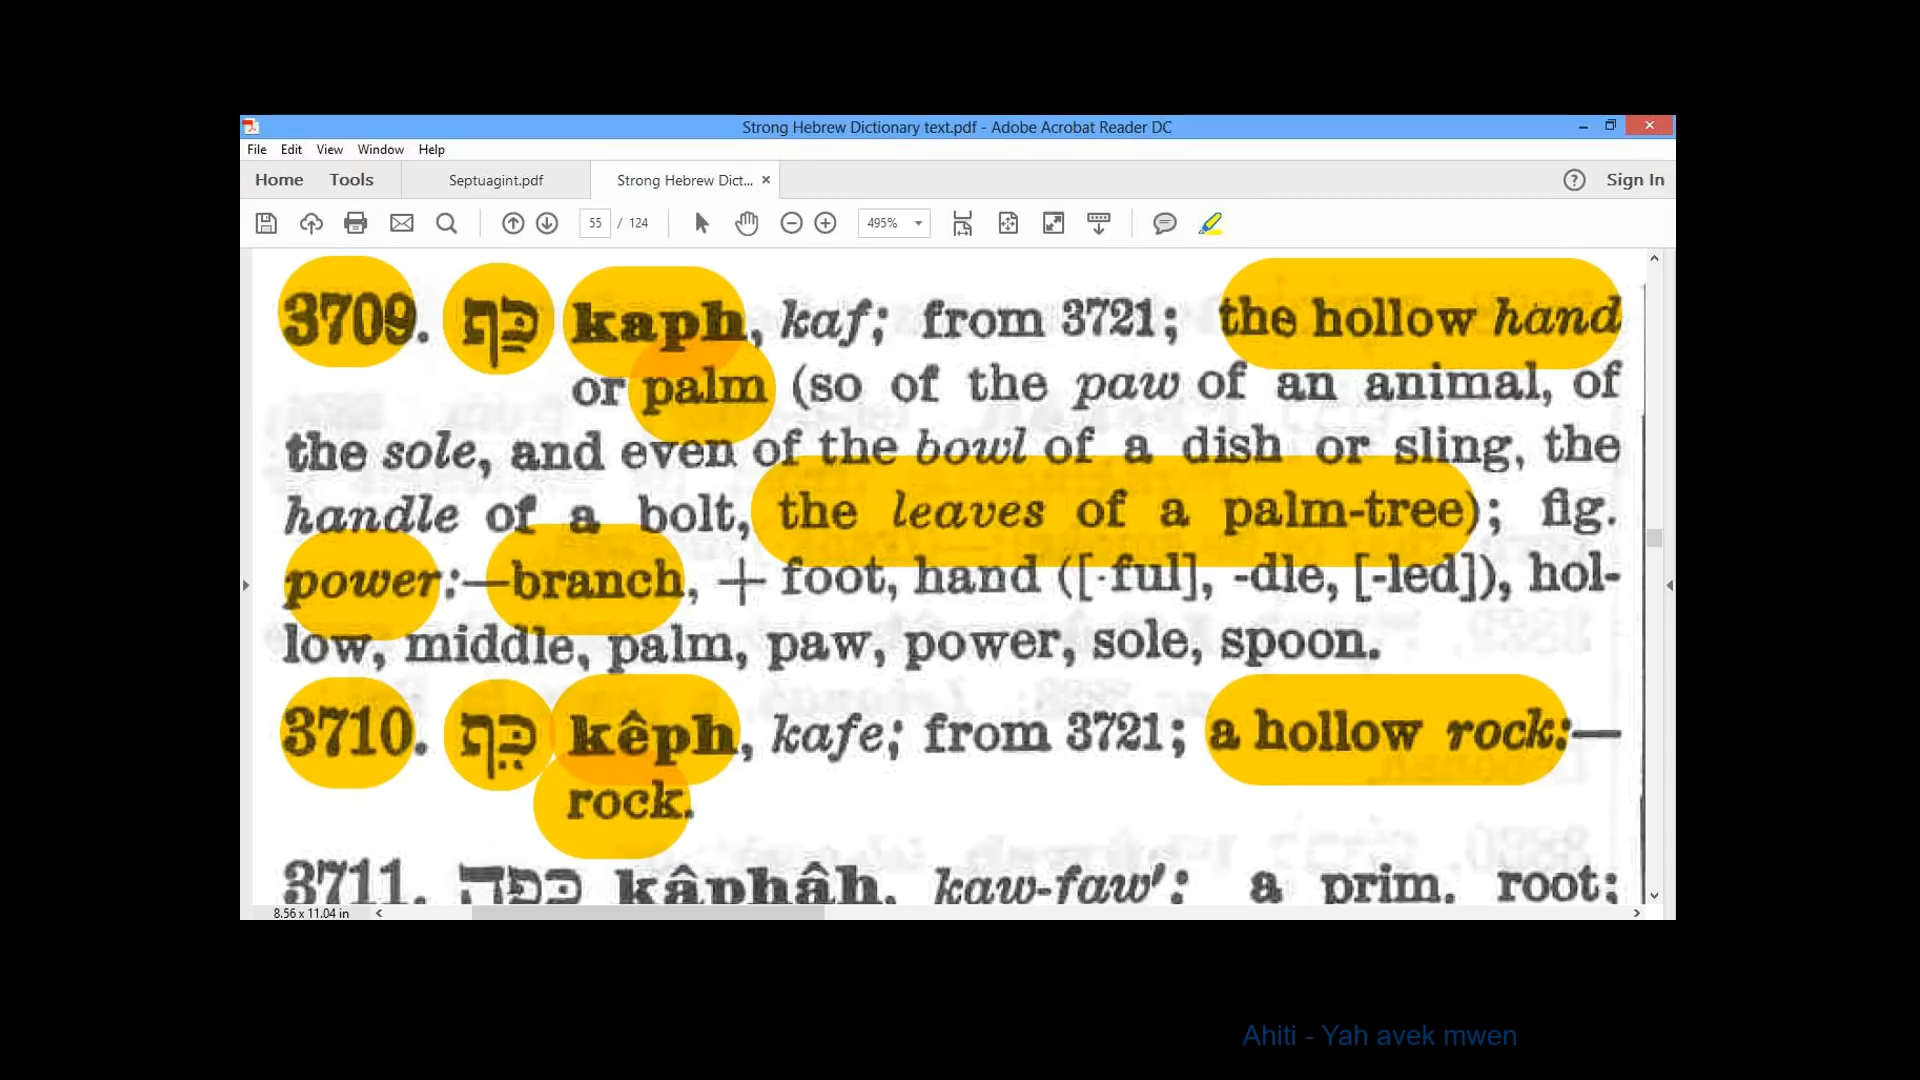 Strong Hebrew Dictionary text.pdf - Adobe Acrobat Reader DC
File Edit View Window Help
Home Tools Septuagint.pdf Strong Hebrew Dict... × Sign In
55 / 124 495%
3709. כַּף kaph, kaf; from 3721; the hollow hand
or palm (so of the paw of an animal, of
the sole, and even of the bowl of a dish or sling, the
handle of a bolt, the leaves of a palm-tree); fig.
power:—branch, + foot, hand ([-ful], -dle, [-led]), hol-
low, middle, palm, paw, power, sole, spoon.
3710. כֵּף kêph, kafe; from 3721; a hollow rock:—
rock.
3711. כָּפָה kâphâh, kaw-faw'; a prim. root;
8.56 x 11.04 in
Ahiti - Yah avek mwen